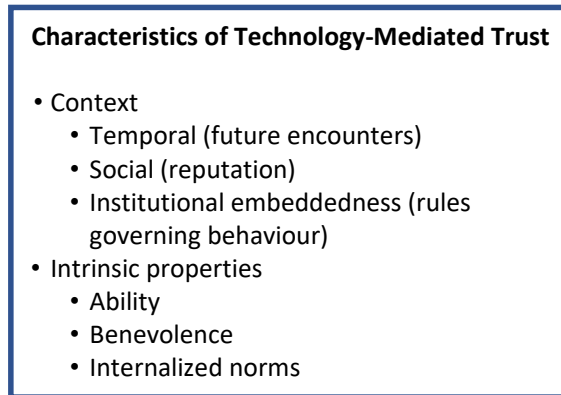 Characteristics of Technology-Mediated Trust
• Context
• Temporal (future encounters)
• Social (reputation)
• Institutional embeddedness (rules
governing behaviour)
• Intrinsic properties
• Ability
• Benevolence
• Internalized norms